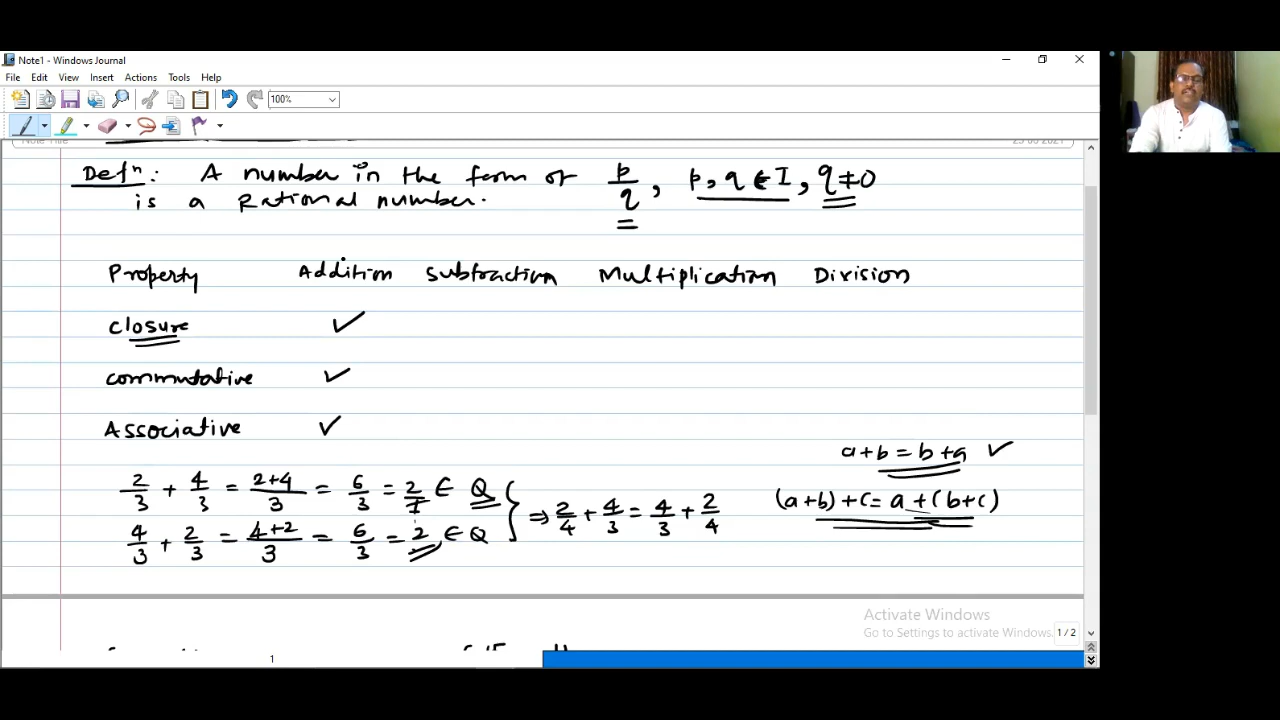 Note1 - Windows Journal
File Edit View Insert Actions Tools Help
100%
Note Title
Defⁿ: A number in the form of p/q, p, q ∈ I, q ≠ 0
is a Rational number.
Property Addition Subtraction Multiplication Division
closure ✓
commutative ✓
Associative ✓
a+b = b+a ✓
(a+b)+c = a+(b+c)
2/3 + 4/3 = (2+4)/3 = 6/3 = 2/1 ∈ Q
4/3 + 2/3 = (4+2)/3 = 6/3 = 2 ∈ Q
} ⇒ 2/4 + 4/3 = 4/3 + 2/4
Activate Windows
Go to Settings to activate Windows.
1/2
1